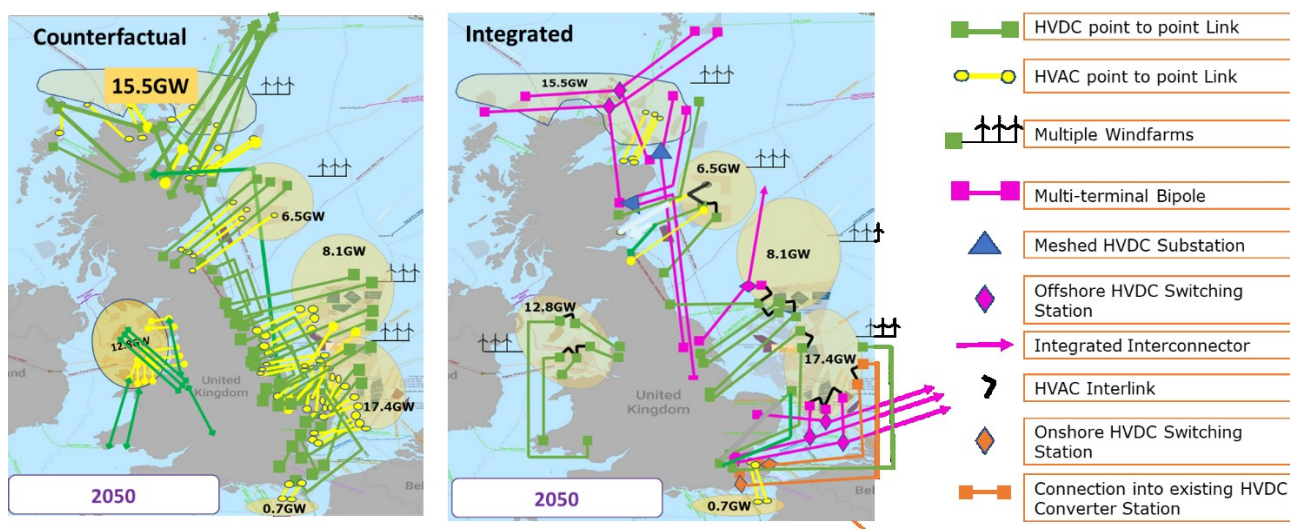 Counterfactual
15.5GW
6.5GW
8.1GW
12.8GW
United
Kingdom
17.4GW
2050
0.7GW
Integrated
15.5GW
6.5GW
8.1GW
12.8GW
17.4GW
United
Kingdom
2050
0.7GW
Bel
HVDC point to point Link
HVAC point to point Link
Multiple Windfarms
Multi-terminal Bipole
Meshed HVDC Substation
Offshore HVDC Switching
Station
Integrated Interconnector
HVAC Interlink
Onshore HVDC Switching
Station
Connection into existing HVDC
Converter Station